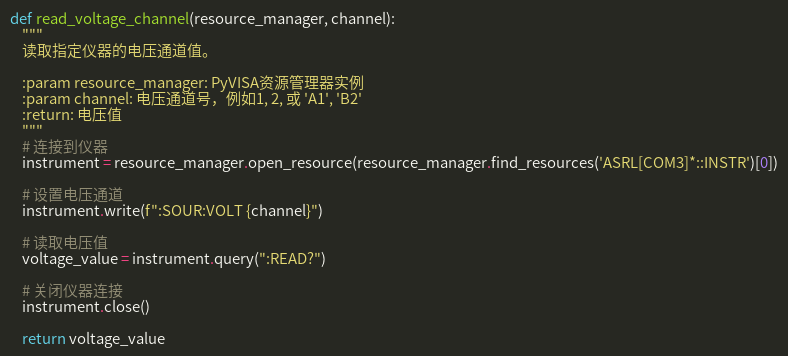 def read_voltage_channel(resource_manager, channel):
"""
读取指定仪器的电压通道值。
:param resource_manager: PyVISA资源管理器实例
:param channel: 电压通道号，例如1, 2, 或 'A1', 'B2'
:return: 电压值
"""
# 连接到仪器
instrument = resource_manager.open_resource(resource_manager.find_resources('ASRL[COM3]*::INSTR')[0])
# 设置电压通道
instrument.write(f":SOUR:VOLT {channel}")
# 读取电压值
voltage_value = instrument.query(":READ?")
# 关闭仪器连接
instrument.close()
return voltage_value